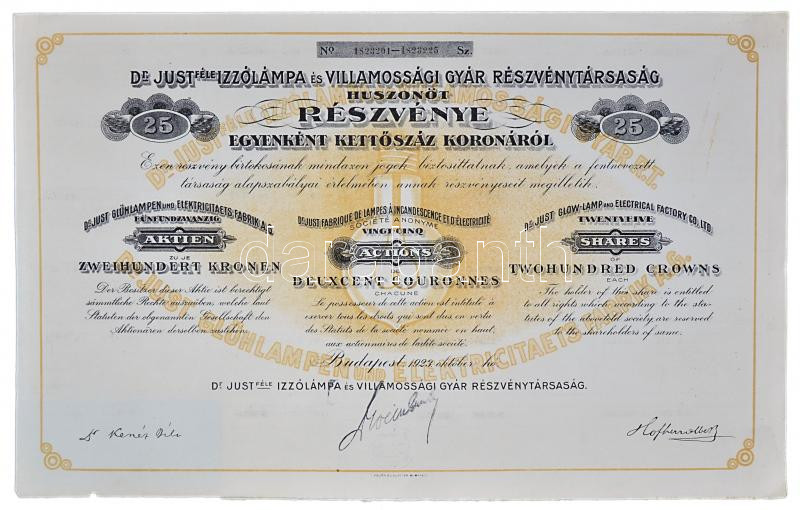 No 1823201—1823225 Sz.
Dr. JUST FÉLE IZZÓLÁMPA ÉS VILLAMOSSÁGI GYÁR RÉSZVÉNYTÁRSASÁG
HUSZONÖT
25 RÉSZVÉNYE 25
EGYENKÉNT KETTŐSZÁZ KORONÁRÓL
Ezen részvény birtokosának mindazon jogok biztosíttatnak, amelyek a fentnevezett
társaság alapszabályai értelmében annak részvényeseit megilletik.
Dr. JUST GLÜHLAMPEN UND ELEKTRICITAETS FABRIK A.G.
FÜNFUNDZWANZIG
AKTIEN
ZU JE
ZWEIHUNDERT KRONEN
Der Besitzer dieser Aktie ist berechtigt
sämmtliche Rechte auszuüben, welche laut
Statuten der obgenannten Gesellschaft den
Aktionären derselben zustehen.
Dr. JUST FABRIQUE DE LAMPES À INCANDESCENCE ET D'ÉLECTRICITÉ
SOCIÉTÉ ANONYME
VINGTCINQ
ACTIONS
DE
DEUXCENT COURONNES
CHACUNE
Le possesseur de cette action est intitulé à
exercer tous les droits qui sont dus en vertu
des Statuts de la société nommée en haut,
aux actionnaires de ladite société.
Dr. JUST GLOW-LAMP AND ELECTRICAL FACTORY CO. LTD.
TWENTYFIVE
SHARES
OF
TWOHUNDRED CROWNS
EACH
The holder of this share is entitled
to all rights which, according to the sta-
tutes of the abovetold society, are reserved
to the shareholders of same.
Budapest, 1923. október hó
Dr. JUST FÉLE IZZÓLÁMPA ÉS VILLAMOSSÁGI GYÁR RÉSZVÉNYTÁRSASÁG.
Dr Kenéz Béla